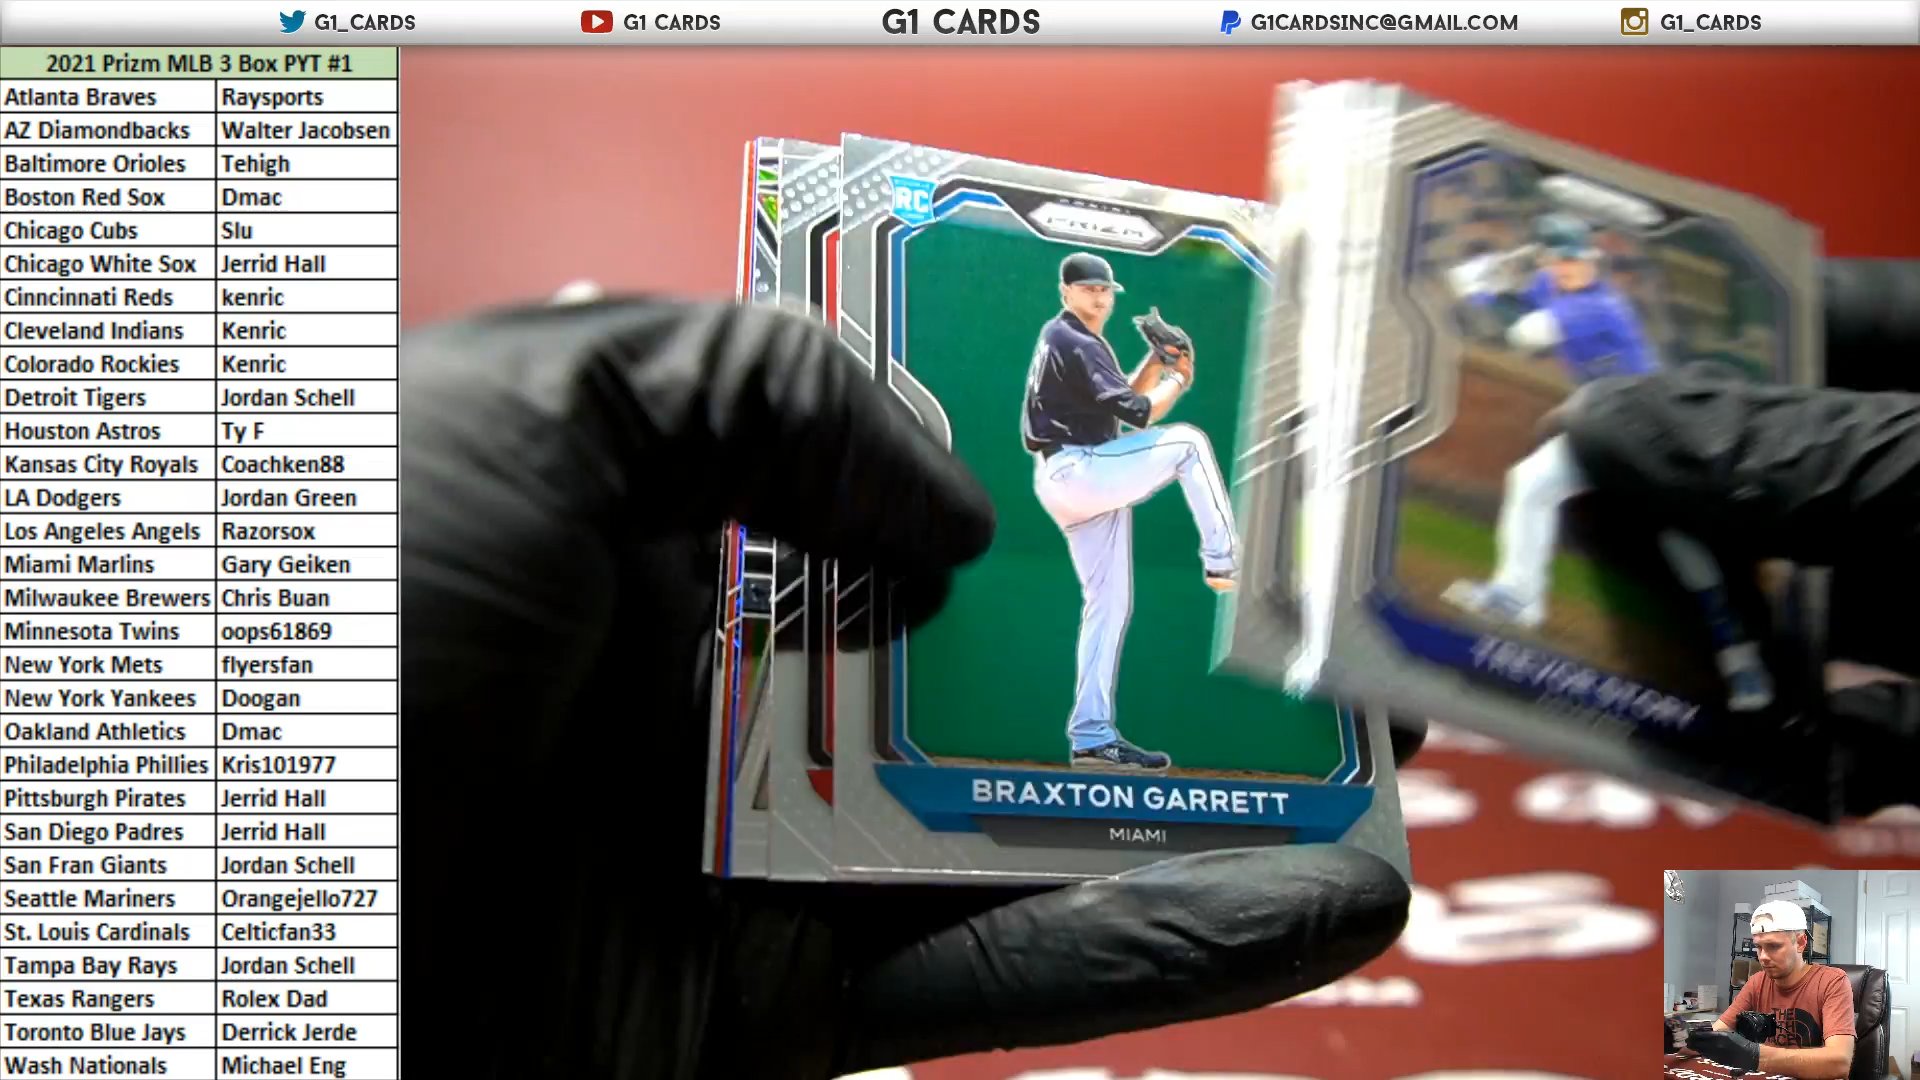 G1_CARDS G1 CARDS G1 CARDS G1CARDSINC@GMAIL.COM G1_CARDS
2021 Prizm MLB 3 Box PYT #1
Atlanta Braves Raysports
AZ Diamondbacks Walter Jacobsen
Baltimore Orioles Tehigh
Boston Red Sox Dmac
Chicago Cubs Slu
Chicago White Sox Jerrid Hall
Cinncinnati Reds kenric
Cleveland Indians Kenric
Colorado Rockies Kenric
Detroit Tigers Jordan Schell
Houston Astros Ty F
Kansas City Royals Coachken88
LA Dodgers Jordan Green
Los Angeles Angels Razorsox
Miami Marlins Gary Geiken
Milwaukee Brewers Chris Buan
Minnesota Twins oops61869
New York Mets flyersfan
New York Yankees Doogan
Oakland Athletics Dmac
Philadelphia Phillies Kris101977
Pittsburgh Pirates Jerrid Hall
San Diego Padres Jerrid Hall
San Fran Giants Jordan Schell
Seattle Mariners Orangejello727
St. Louis Cardinals Celticfan33
Tampa Bay Rays Jordan Schell
Texas Rangers Rolex Dad
Toronto Blue Jays Derrick Jerde
Wash Nationals Michael Eng
RC
PANINI
PRIZM
BRAXTON GARRETT
MIAMI
TREVOR STORY